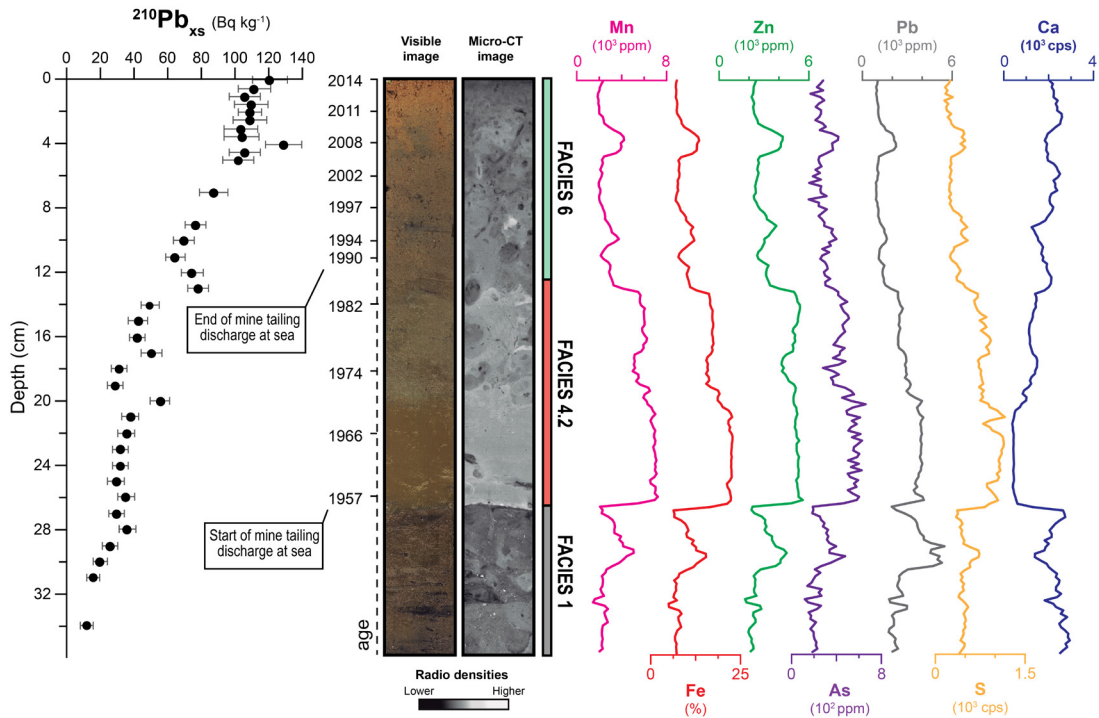 ²¹⁰Pbxs (Bq kg⁻¹)
0 20 40 60 80 100 120 140
Depth (cm)
0
4
8
12
16
20
24
28
32
Visible
image
Micro-CT
image
2014
2011
2008
2002
1997
1994
1990
1982
1974
1966
1957
age
End of mine tailing
discharge at sea
Start of mine tailing
discharge at sea
FACIES 6
FACIES 4-2
FACIES 1
Radio densities
Lower Higher
Mn
(10³ ppm)
0 8
Zn
(10³ ppm)
0 6
Pb
(10³ ppm)
0 6
Ca
(10³ cps)
0 4
0 25
Fe
(%)
0 8
As
(10² ppm)
0 1.5
S
(10³ cps)